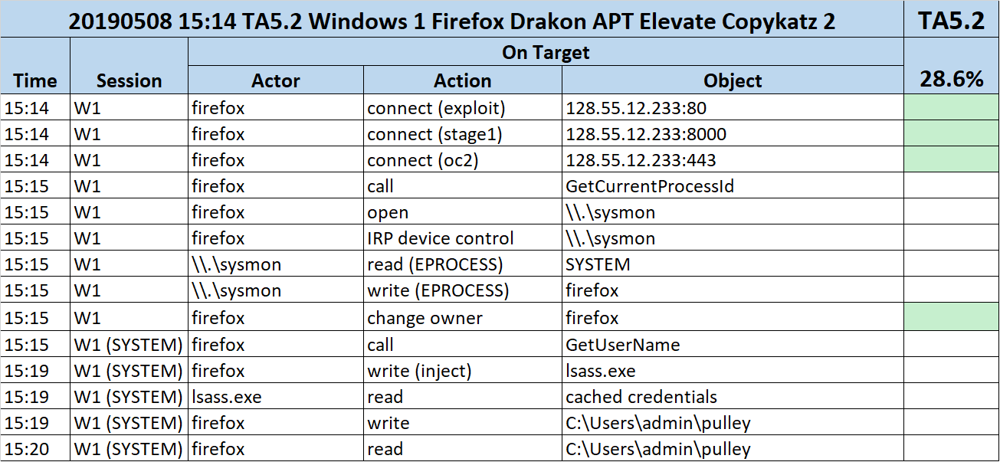 20190508 15:14 TA5.2 Windows 1 Firefox Drakon APT Elevate Copykatz 2 TA5.2
On Target
Time Session Actor Action Object 28.6%
15:14 W1 firefox connect (exploit) 128.55.12.233:80
15:14 W1 firefox connect (stage1) 128.55.12.233:8000
15:14 W1 firefox connect (oc2) 128.55.12.233:443
15:15 W1 firefox call GetCurrentProcessId
15:15 W1 firefox open \\.\sysmon
15:15 W1 firefox IRP device control \\.\sysmon
15:15 W1 \\.\sysmon read (EPROCESS) SYSTEM
15:15 W1 \\.\sysmon write (EPROCESS) firefox
15:15 W1 firefox change owner firefox
15:15 W1 (SYSTEM) firefox call GetUserName
15:19 W1 (SYSTEM) firefox write (inject) lsass.exe
15:19 W1 (SYSTEM) lsass.exe read cached credentials
15:19 W1 (SYSTEM) firefox write C:\Users\admin\pulley
15:20 W1 (SYSTEM) firefox read C:\Users\admin\pulley